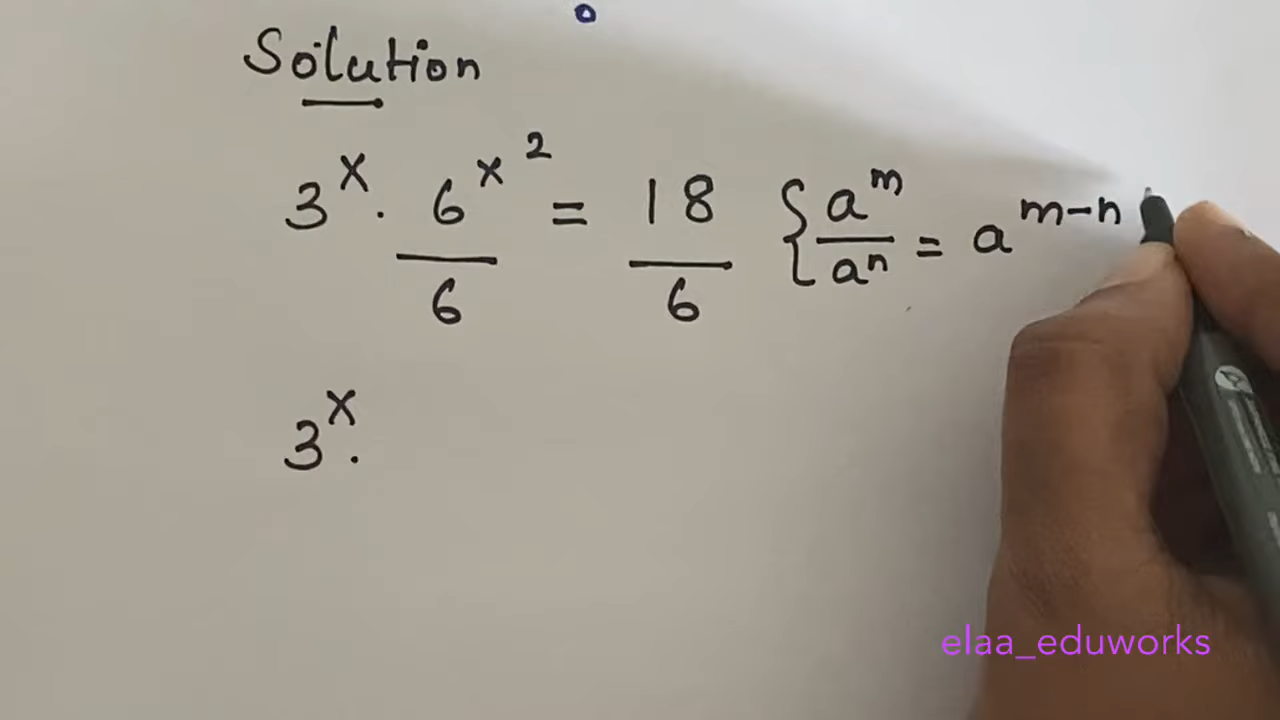 Solution
3^x · 6^x^2 / 6 = 18 / 6 { a^m / a^n = a^m-n
3^x ·
elaa_eduworks